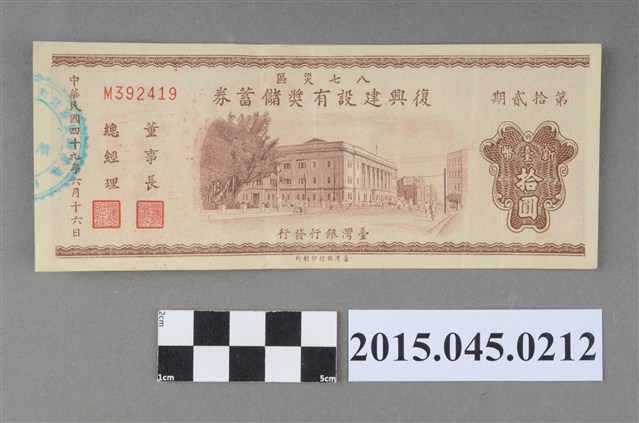 八七災區
復興建設有獎儲蓄券
第拾貳期
新臺幣
拾圓
臺灣銀行發行
臺灣銀行印刷所
M392419
董事長
總經理
中華民國四十九年六月十六日
2cm
1cm
5cm
2015.045.0212